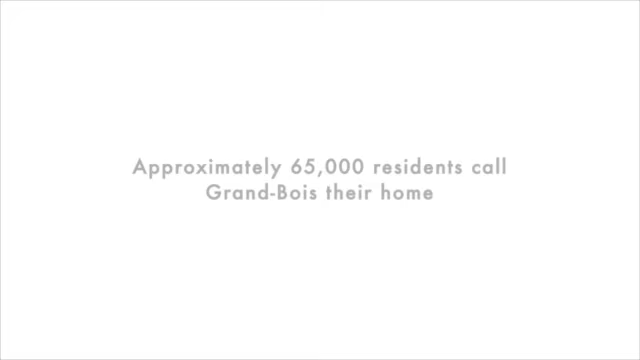 Approximately 65,000 residents call
Grand-Bois their home